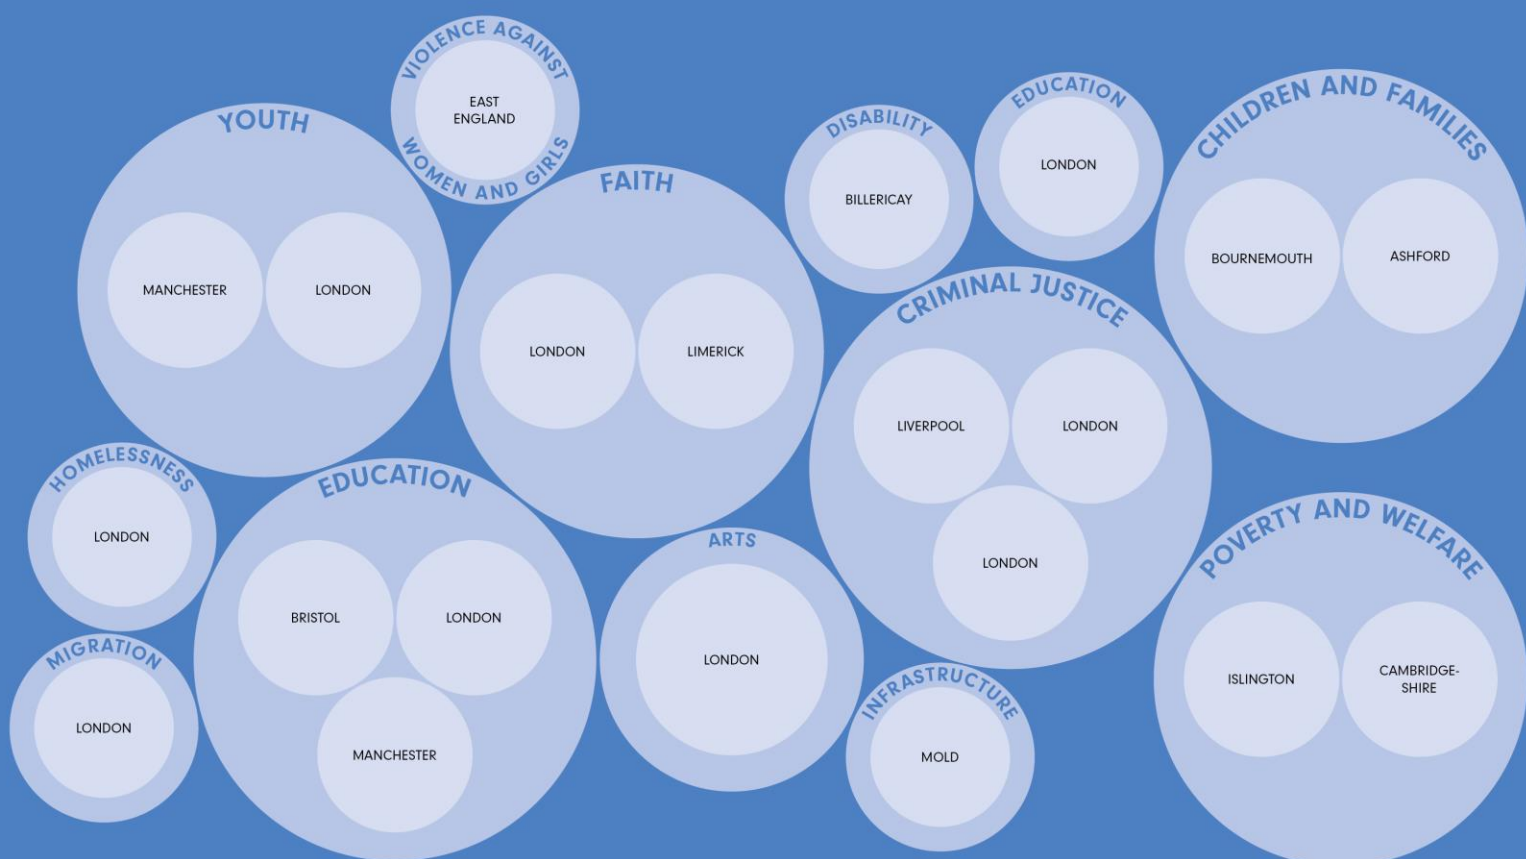 VIOLENCE AGAINST
EAST
ENGLAND
WOMEN AND GIRLS
YOUTH
MANCHESTER
LONDON
FAITH
LONDON
LIMERICK
DISABILITY
BILLERICAY
EDUCATION
LONDON
CHILDREN AND FAMILIES
BOURNEMOUTH
ASHFORD
CRIMINAL JUSTICE
LIVERPOOL
LONDON
LONDON
HOMELESSNESS
LONDON
EDUCATION
BRISTOL
LONDON
MANCHESTER
ARTS
LONDON
POVERTY AND WELFARE
ISLINGTON
CAMBRIDGE-
SHIRE
MIGRATION
LONDON
INFRASTRUCTURE
MOLD